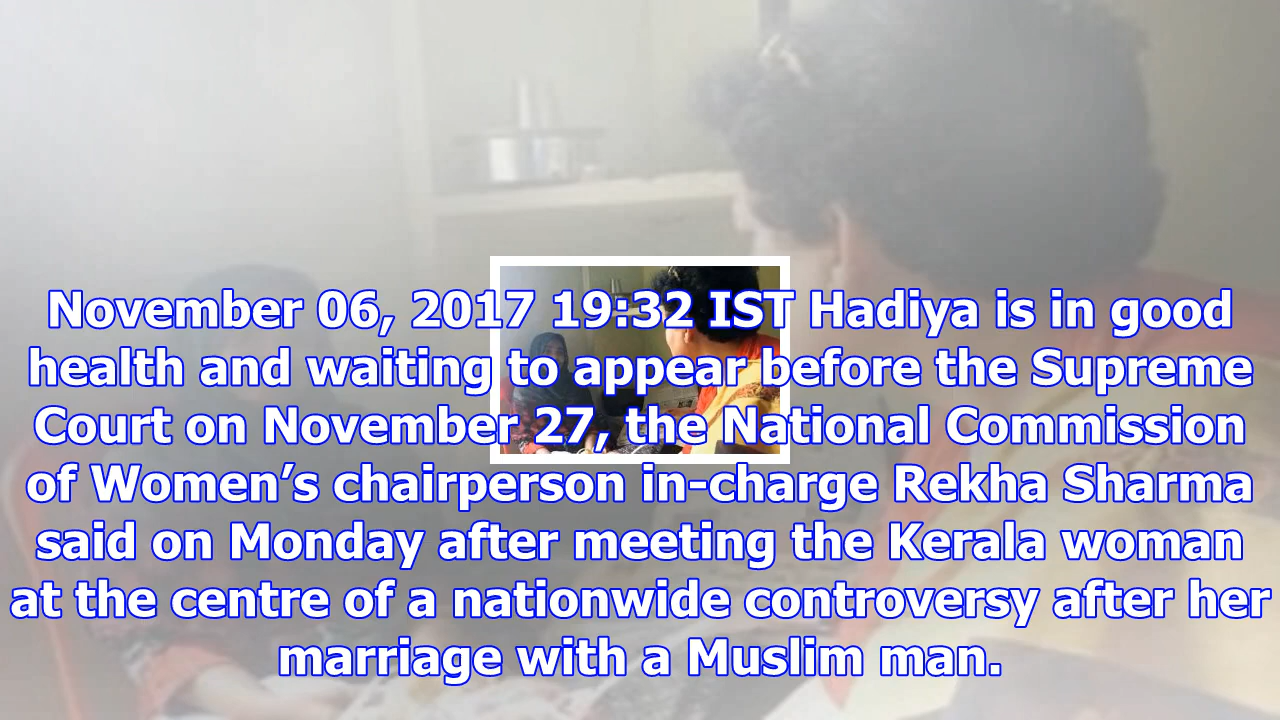 November 06, 2017 19:32 IST Hadiya is in good
health and waiting to appear before the Supreme
Court on November 27, the National Commission
of Women’s chairperson in-charge Rekha Sharma
said on Monday after meeting the Kerala woman
at the centre of a nationwide controversy after her
marriage with a Muslim man.